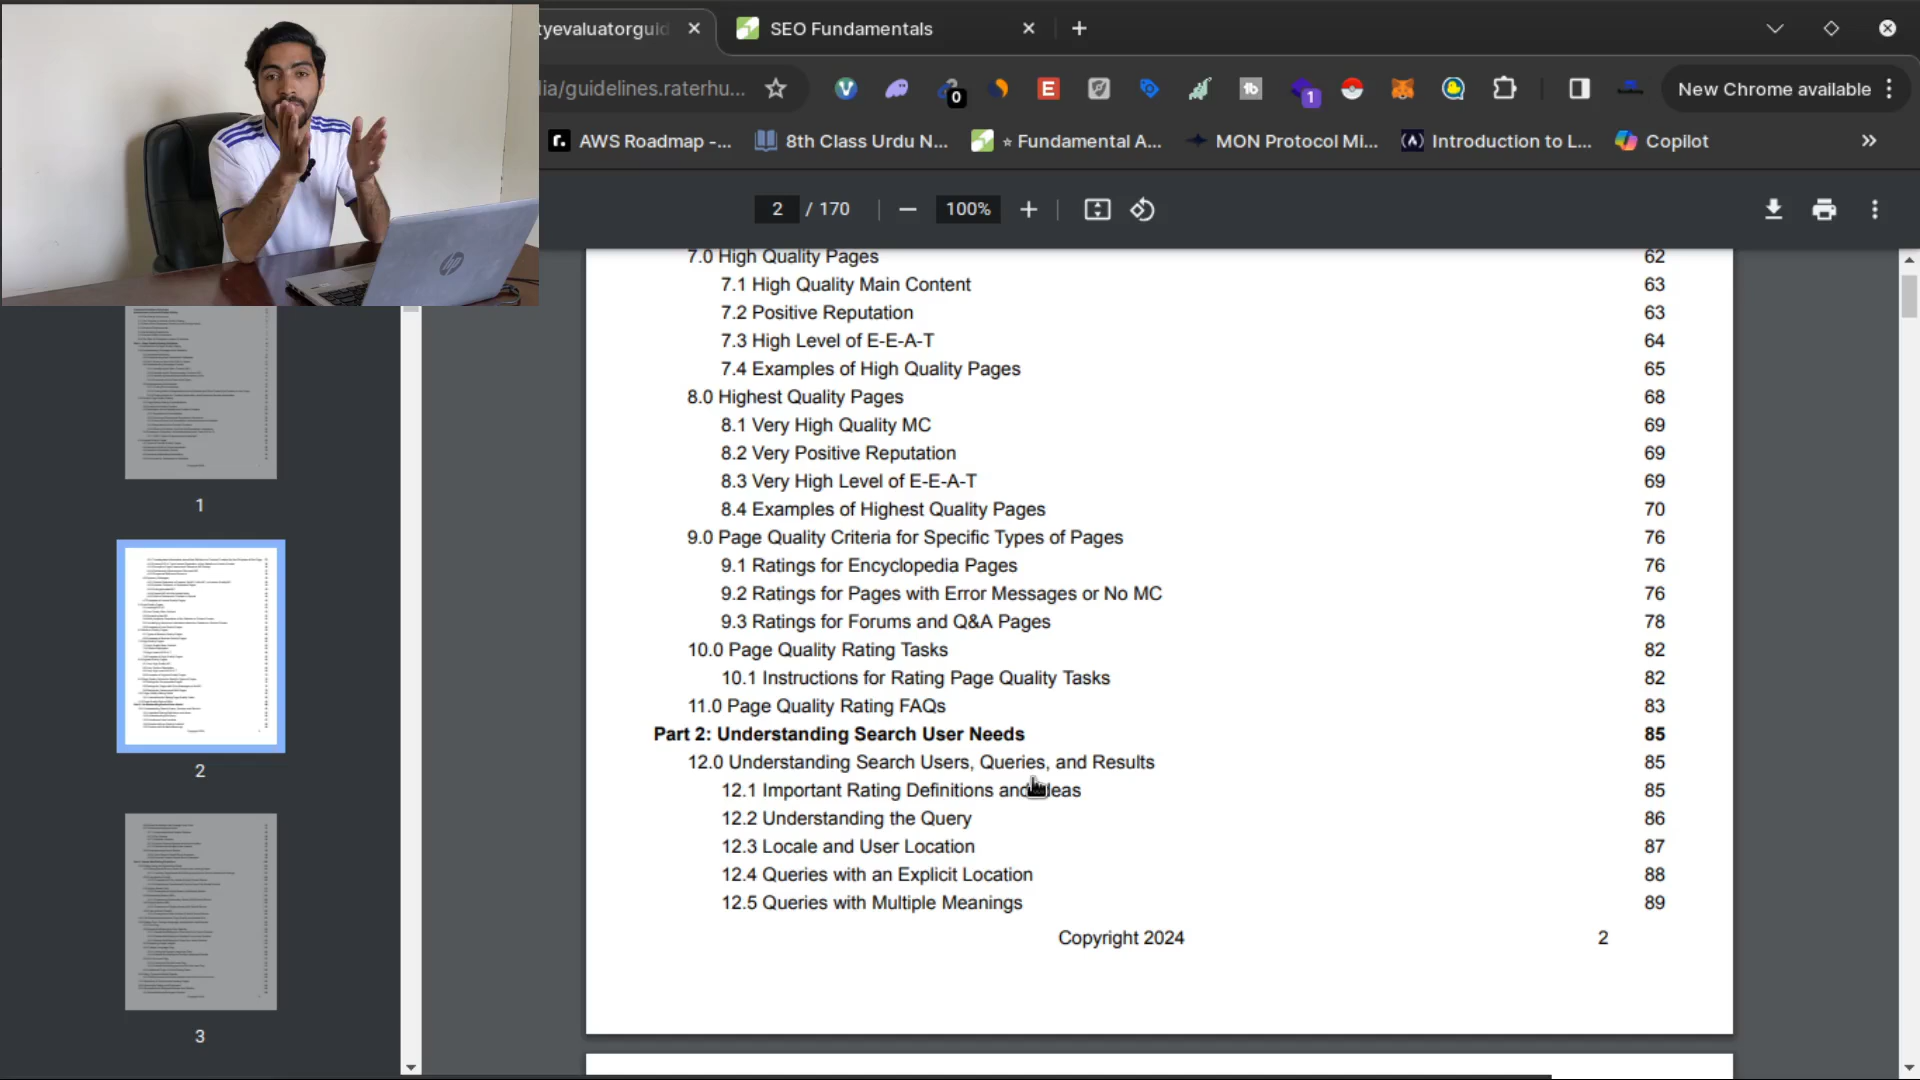 tyevaluatorguid
SEO Fundamentals
ia/guidelines.raterhu...
0
E
1
New Chrome available
AWS Roadmap -...
8th Class Urdu N...
⭐ Fundamental A...
MON Protocol Mi...
Introduction to L...
Copilot
2 / 170
100%
7.0 High Quality Pages 62
7.1 High Quality Main Content 63
7.2 Positive Reputation 63
7.3 High Level of E-E-A-T 64
7.4 Examples of High Quality Pages 65
8.0 Highest Quality Pages 68
8.1 Very High Quality MC 69
8.2 Very Positive Reputation 69
8.3 Very High Level of E-E-A-T 69
8.4 Examples of Highest Quality Pages 70
9.0 Page Quality Criteria for Specific Types of Pages 76
9.1 Ratings for Encyclopedia Pages 76
9.2 Ratings for Pages with Error Messages or No MC 76
9.3 Ratings for Forums and Q&A Pages 78
10.0 Page Quality Rating Tasks 82
10.1 Instructions for Rating Page Quality Tasks 82
11.0 Page Quality Rating FAQs 83
Part 2: Understanding Search User Needs 85
12.0 Understanding Search Users, Queries, and Results 85
12.1 Important Rating Definitions and Ideas 85
12.2 Understanding the Query 86
12.3 Locale and User Location 87
12.4 Queries with an Explicit Location 88
12.5 Queries with Multiple Meanings 89
Copyright 2024 2
1
2
3
hp